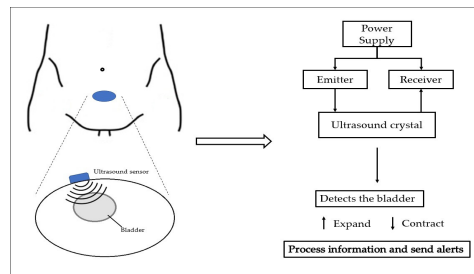 Ultrasound sensor
Bladder
Power
Supply
Emitter
Receiver
Ultrasound crystal
Detects the bladder
Expand
Contract
Process information and send alerts